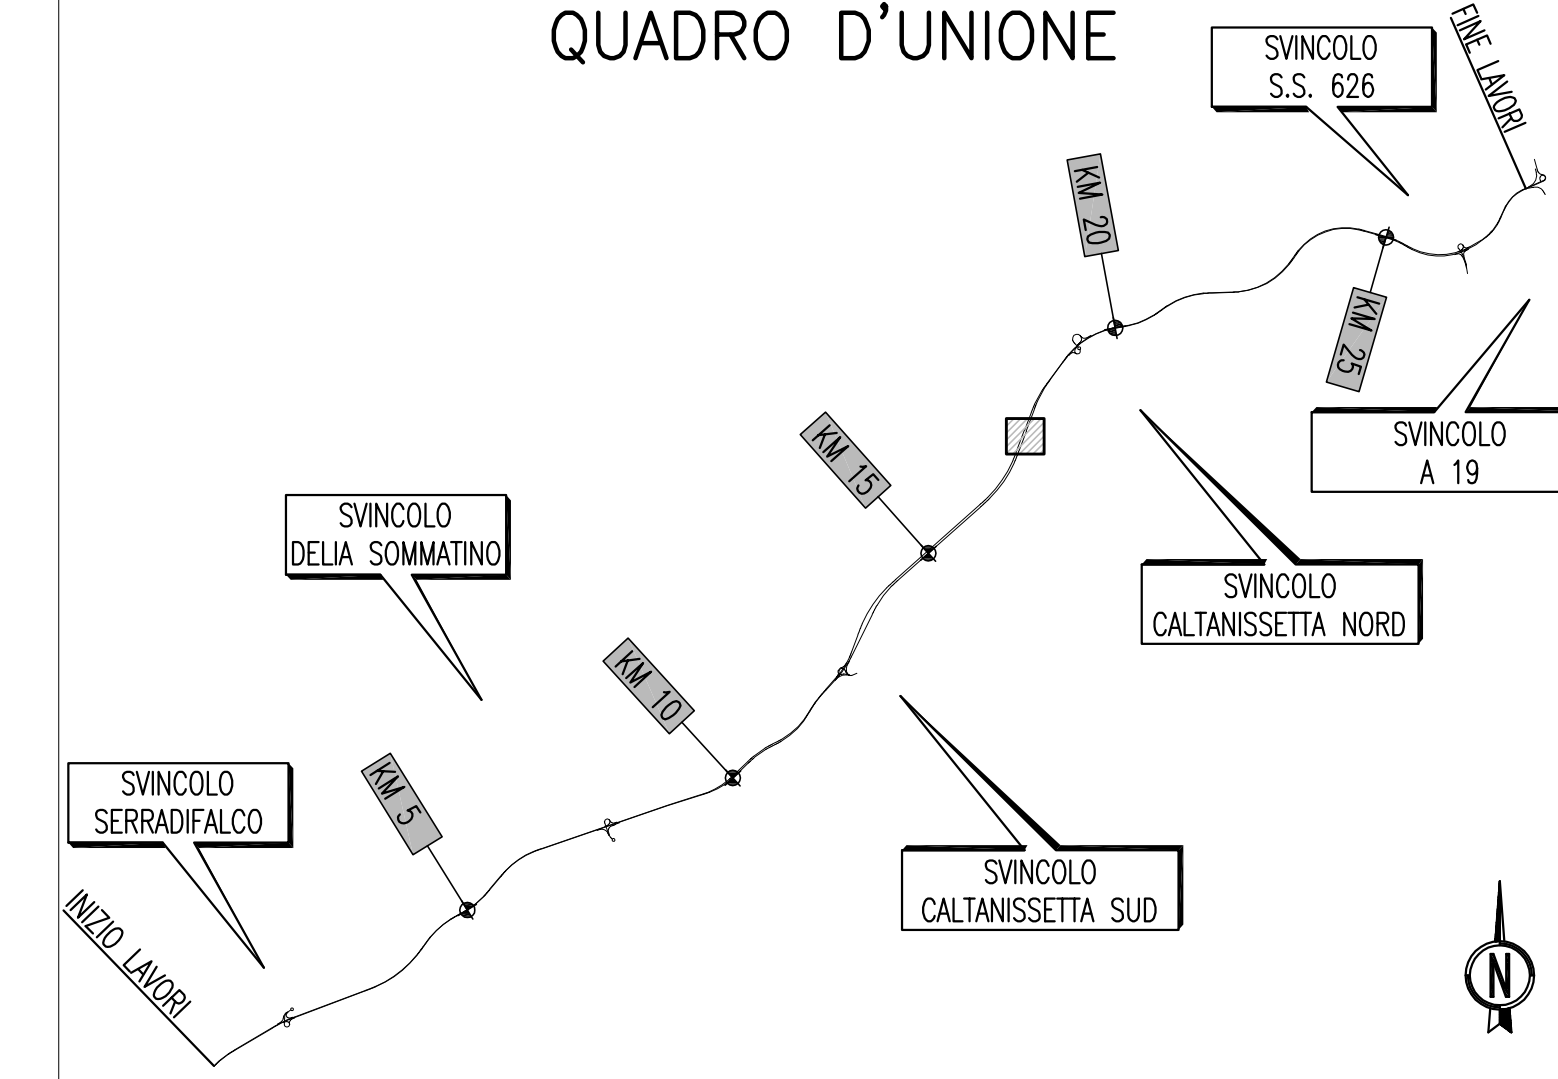 QUADRO D'UNIONE
SVINCOLO
S.S. 626
FINE LAVORI
KM 20
KM 25
SVINCOLO
A 19
KM 15
SVINCOLO
DELIA SOMMATINO
SVINCOLO
CALTANISSETTA NORD
KM 10
KM 5
SVINCOLO
SERRADIFALCO
SVINCOLO
CALTANISSETTA SUD
INIZIO LAVORI
N